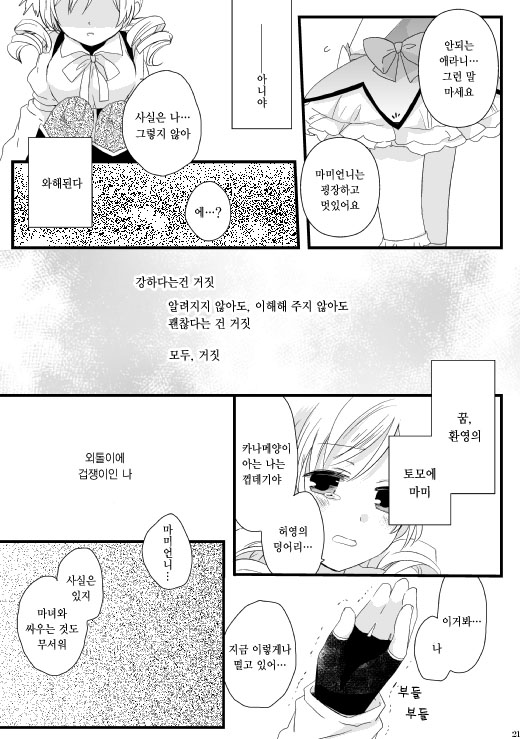 안되는
애라니…
그런 말
마세요
마미언니는
굉장하고
멋있어요
아니야
사실은 나…
그렇지 않아
와해된다
에…?
강하다는건 거짓
알려지지 않아도, 이해해 주지 않아도
괜찮다는 건 거짓
모두, 거짓
꿈,
환영의
토모에
마미
카나메양이
아는 나는
껍데기야
허영의
덩어리…
외톨이에
겁쟁이인 나
마미언니…
사실은
있지
마녀와
싸우는 것도
무서워
이거봐…
나
지금 이렇게나
떨고 있어…
부들
부들
21